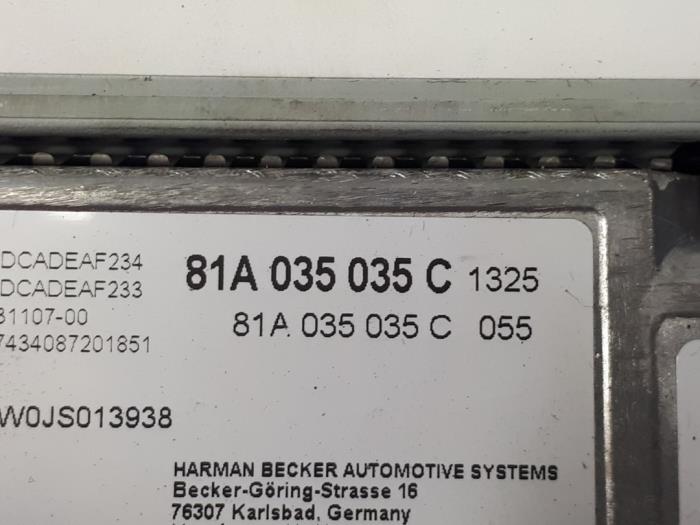 DCADEAF234
DCADEAF233
31107-00
7434087201851
81A 035 035 C 1325
81A 035 035 C 055
W0JS013938
HARMAN BECKER AUTOMOTIVE SYSTEMS
Becker-Göring-Strasse 16
76307 Karlsbad, Germany